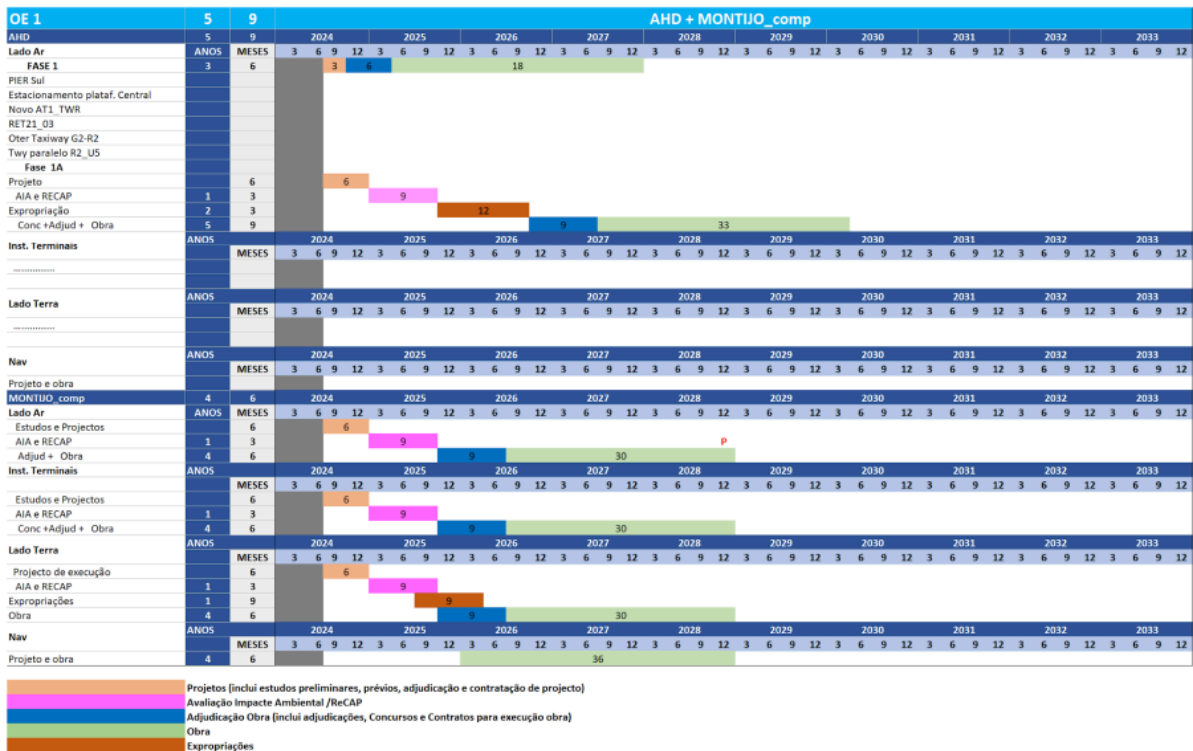 OE 1 5 9 AHD + MONTIJO_comp
AHD 5 9 2024 2025 2026 2027 2028 2029 2030 2031 2032 2033
Lado Ar ANOS MESES 3 6 9 12 3 6 9 12 3 6 9 12 3 6 9 12 3 6 9 12 3 6 9 12 3 6 9 12 3 6 9 12 3 6 9 12 3 6 9 12
FASE 1 3 6 3 6 18
PIER Sul
Estacionamento plataf. Central
Novo AT1_TWR
RET21_03
Oter Taxiway G2-R2
Twy paralelo R2_U5
Fase 1A
Projeto 6 6
AIA e RECAP 1 3 9
Expropriação 2 3 12
Conc +Adjud + Obra 5 9 9 33
Inst. Terminais ANOS 2024 2025 2026 2027 2028 2029 2030 2031 2032 2033
MESES 3 6 9 12 3 6 9 12 3 6 9 12 3 6 9 12 3 6 9 12 3 6 9 12 3 6 9 12 3 6 9 12 3 6 9 12 3 6 9 12
...............
Lado Terra ANOS 2024 2025 2026 2027 2028 2029 2030 2031 2032 2033
MESES 3 6 9 12 3 6 9 12 3 6 9 12 3 6 9 12 3 6 9 12 3 6 9 12 3 6 9 12 3 6 9 12 3 6 9 12 3 6 9 12
...............
Nav ANOS 2024 2025 2026 2027 2028 2029 2030 2031 2032 2033
MESES 3 6 9 12 3 6 9 12 3 6 9 12 3 6 9 12 3 6 9 12 3 6 9 12 3 6 9 12 3 6 9 12 3 6 9 12 3 6 9 12
Projeto e obra
MONTIJO_comp 4 6 2024 2025 2026 2027 2028 2029 2030 2031 2032 2033
Lado Ar ANOS MESES 3 6 9 12 3 6 9 12 3 6 9 12 3 6 9 12 3 6 9 12 3 6 9 12 3 6 9 12 3 6 9 12 3 6 9 12 3 6 9 12
Estudos e Projectos 6 6
AIA e RECAP 1 3 9 P
Adjud + Obra 4 6 9 30
Inst. Terminais ANOS 2024 2025 2026 2027 2028 2029 2030 2031 2032 2033
MESES 3 6 9 12 3 6 9 12 3 6 9 12 3 6 9 12 3 6 9 12 3 6 9 12 3 6 9 12 3 6 9 12 3 6 9 12 3 6 9 12
Estudos e Projectos 6 6
AIA e RECAP 1 3 9
Conc +Adjud + Obra 4 6 9 30
Lado Terra ANOS 2024 2025 2026 2027 2028 2029 2030 2031 2032 2033
MESES 3 6 9 12 3 6 9 12 3 6 9 12 3 6 9 12 3 6 9 12 3 6 9 12 3 6 9 12 3 6 9 12 3 6 9 12 3 6 9 12
Projecto de execução 6 6
AIA e RECAP 1 3 9
Expropriações 1 9 9
Obra 4 6 9 30
Nav ANOS 2024 2025 2026 2027 2028 2029 2030 2031 2032 2033
MESES 3 6 9 12 3 6 9 12 3 6 9 12 3 6 9 12 3 6 9 12 3 6 9 12 3 6 9 12 3 6 9 12 3 6 9 12 3 6 9 12
Projeto e obra 4 6 36
Projetos (inclui estudos preliminares, prévios, adjudicação e contratação de projecto)
Avaliação Impacte Ambiental /ReCAP
Adjudicação Obra (inclui adjudicações, Concursos e Contratos para execução obra)
Obra
Expropriações